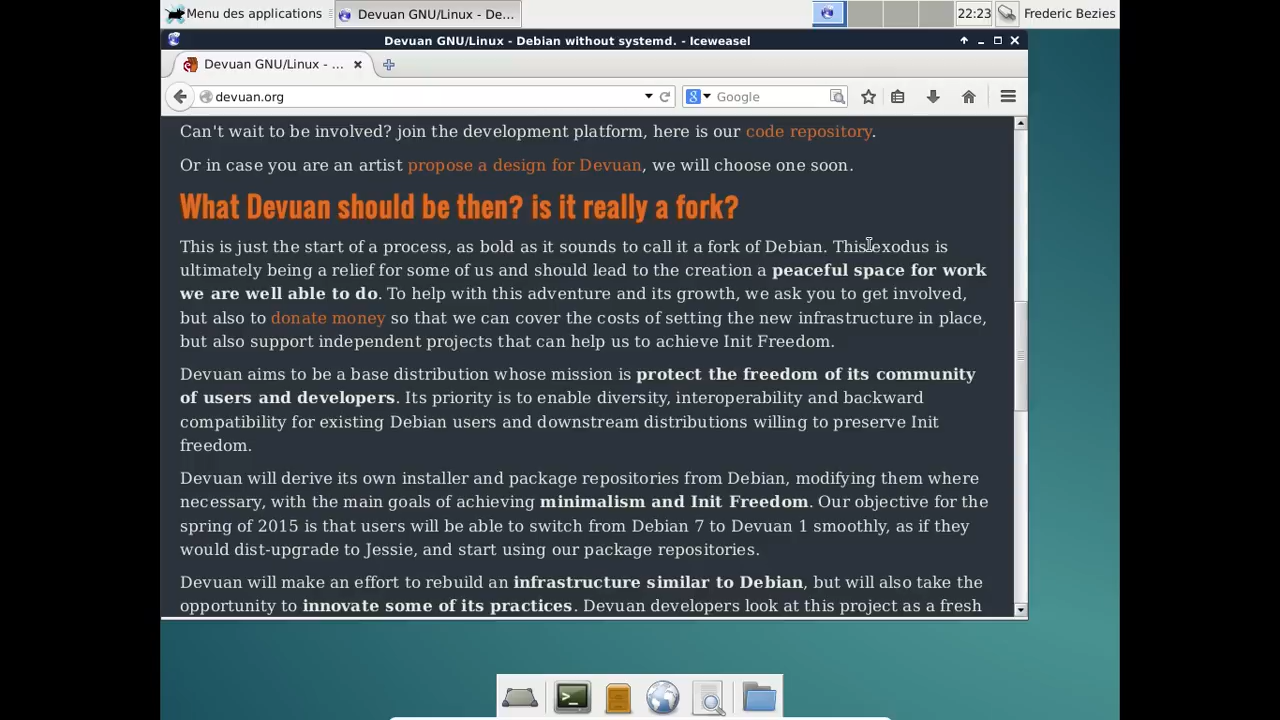 Menu des applications
Devuan GNU/Linux - De...
22:23
Frederic Bezies
Devuan GNU/Linux - Debian without systemd. - Iceweasel
Devuan GNU/Linux - ...
devuan.org
Google
Can't wait to be involved? join the development platform, here is our code repository.
Or in case you are an artist propose a design for Devuan, we will choose one soon.
What Devuan should be then? is it really a fork?
This is just the start of a process, as bold as it sounds to call it a fork of Debian. This exodus is
ultimately being a relief for some of us and should lead to the creation a peaceful space for work
we are well able to do. To help with this adventure and its growth, we ask you to get involved,
but also to donate money so that we can cover the costs of setting the new infrastructure in place,
but also support independent projects that can help us to achieve Init Freedom.
Devuan aims to be a base distribution whose mission is protect the freedom of its community
of users and developers. Its priority is to enable diversity, interoperability and backward
compatibility for existing Debian users and downstream distributions willing to preserve Init
freedom.
Devuan will derive its own installer and package repositories from Debian, modifying them where
necessary, with the main goals of achieving minimalism and Init Freedom. Our objective for the
spring of 2015 is that users will be able to switch from Debian 7 to Devuan 1 smoothly, as if they
would dist-upgrade to Jessie, and start using our package repositories.
Devuan will make an effort to rebuild an infrastructure similar to Debian, but will also take the
opportunity to innovate some of its practices. Devuan developers look at this project as a fresh